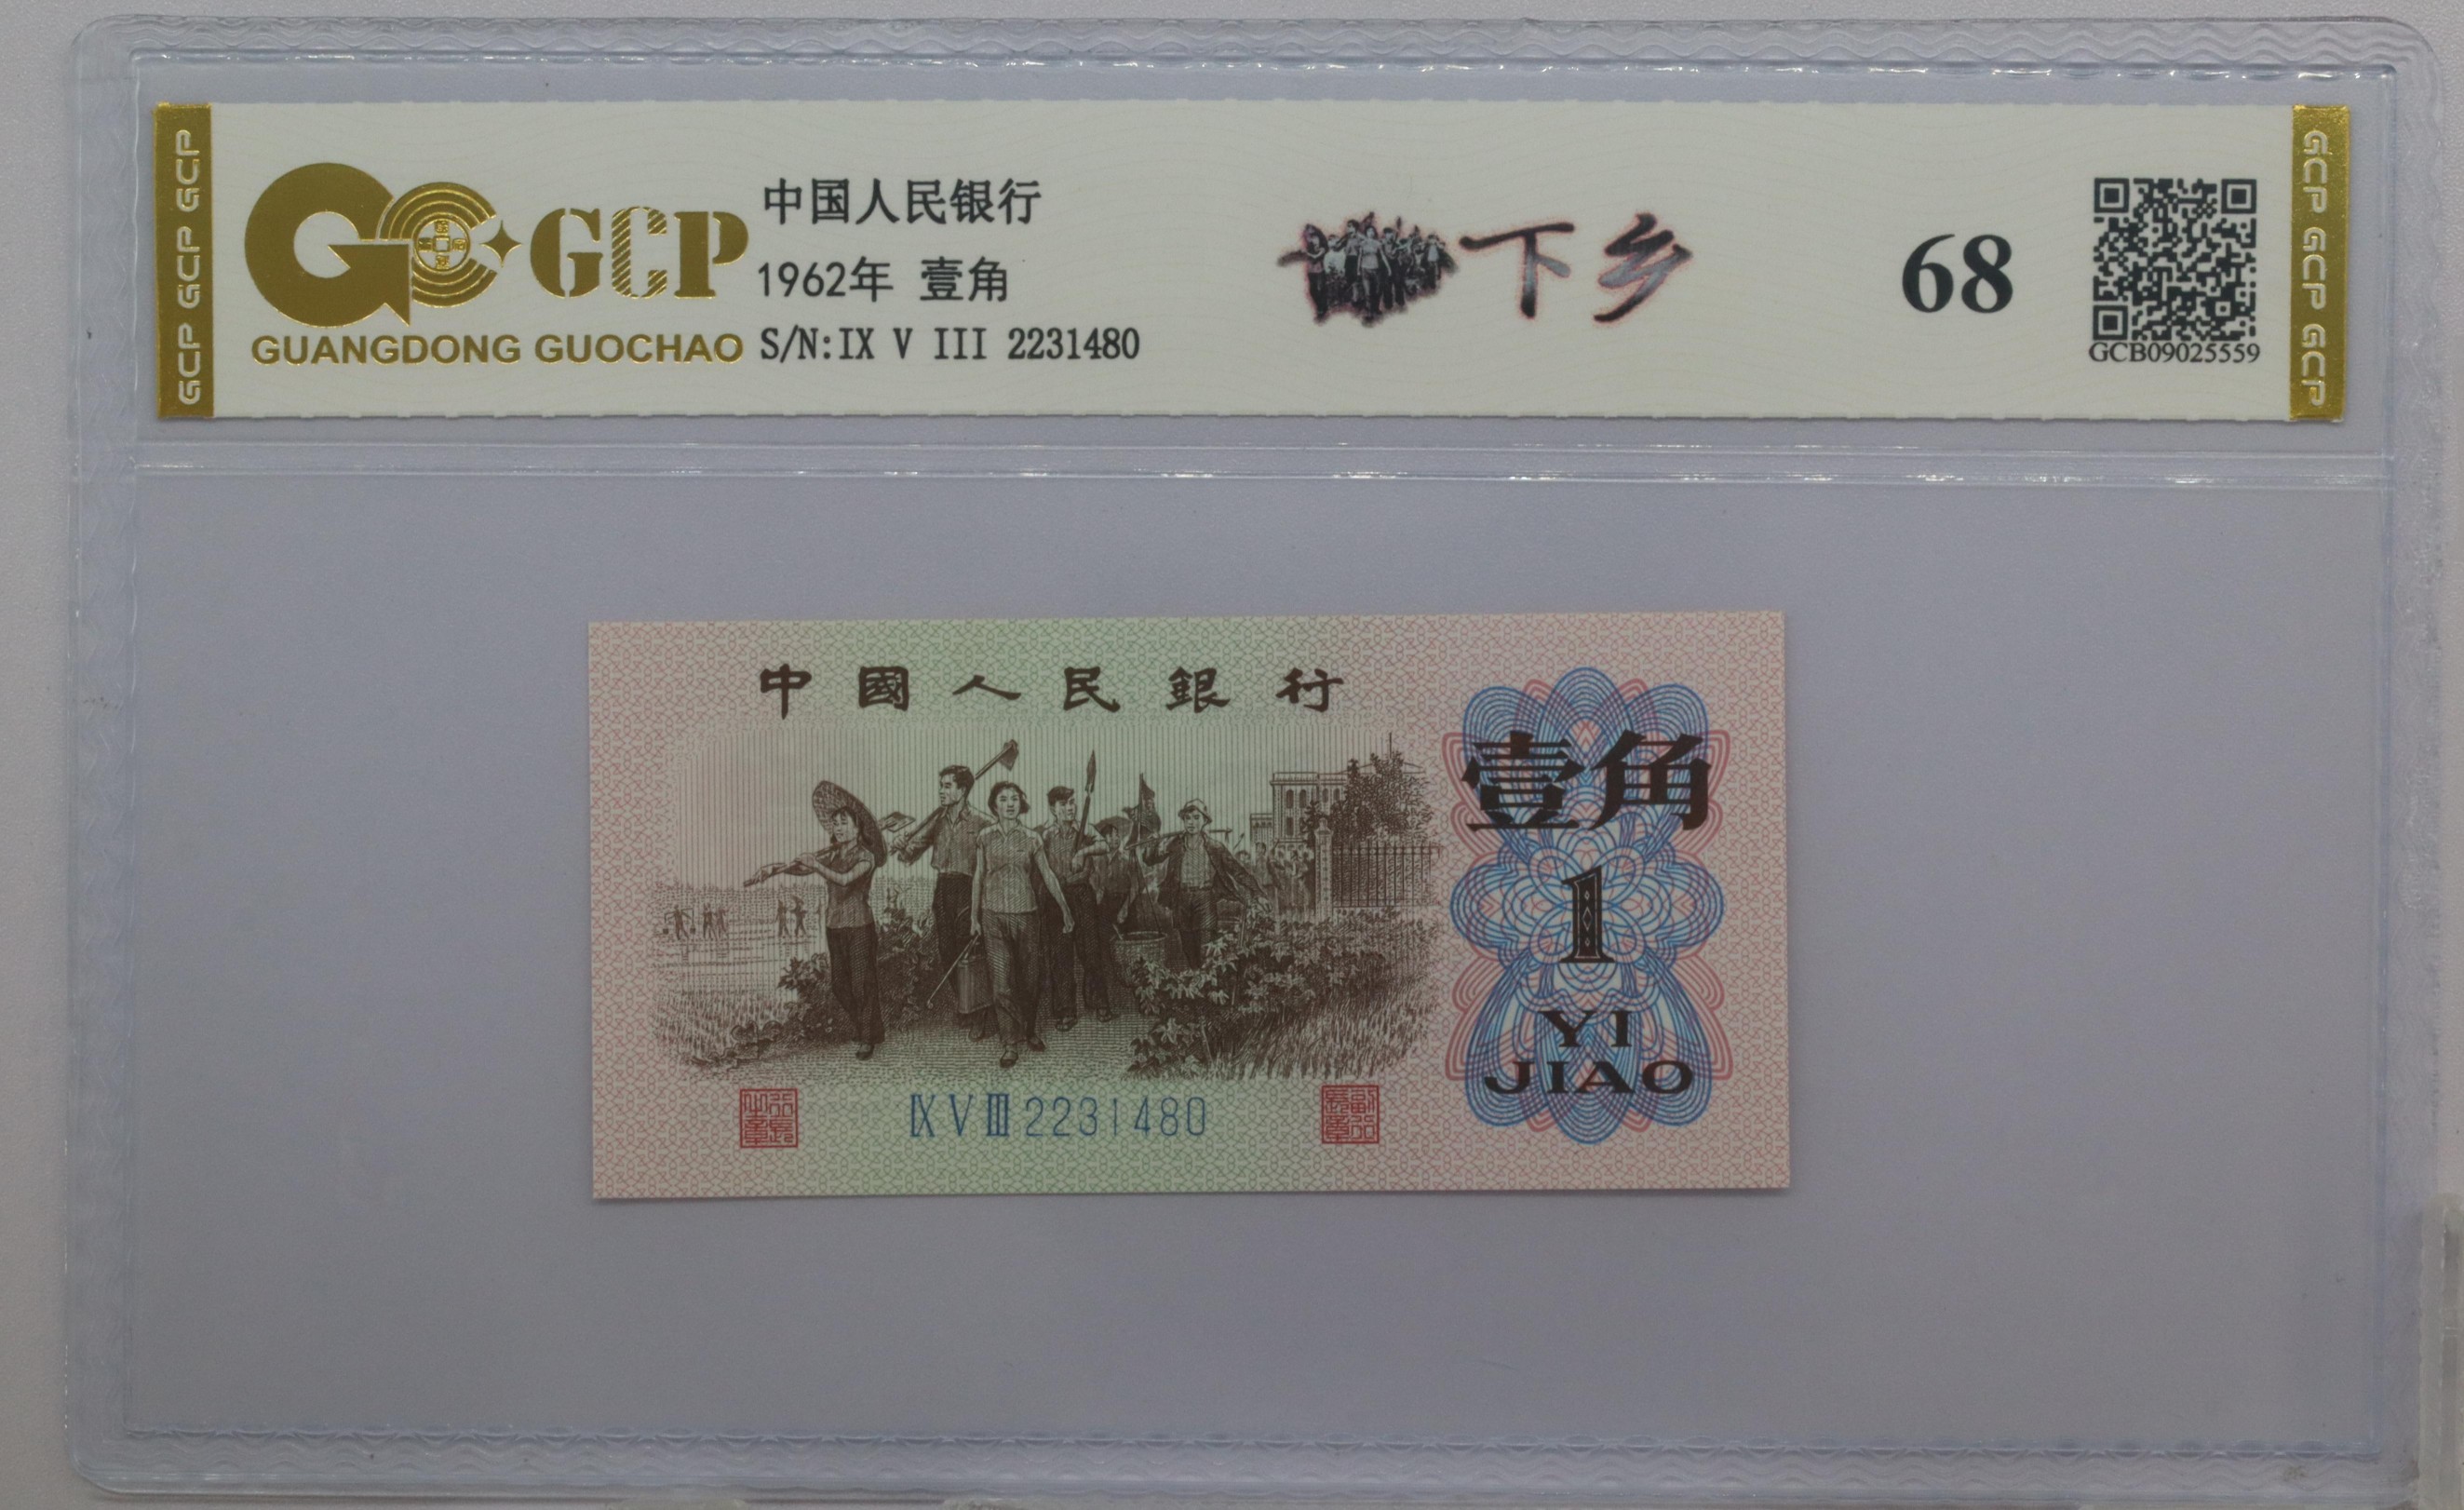 GCP GCP GCP
GCP
GUANGDONG GUOCHAO
中国人民银行
1962年 壹角
S/N:IX V III 2231480
下乡
68
GCB09025559
GCP GCP GCP
中國人民銀行
壹角
1
YI
JIAO
IX V III 2231480